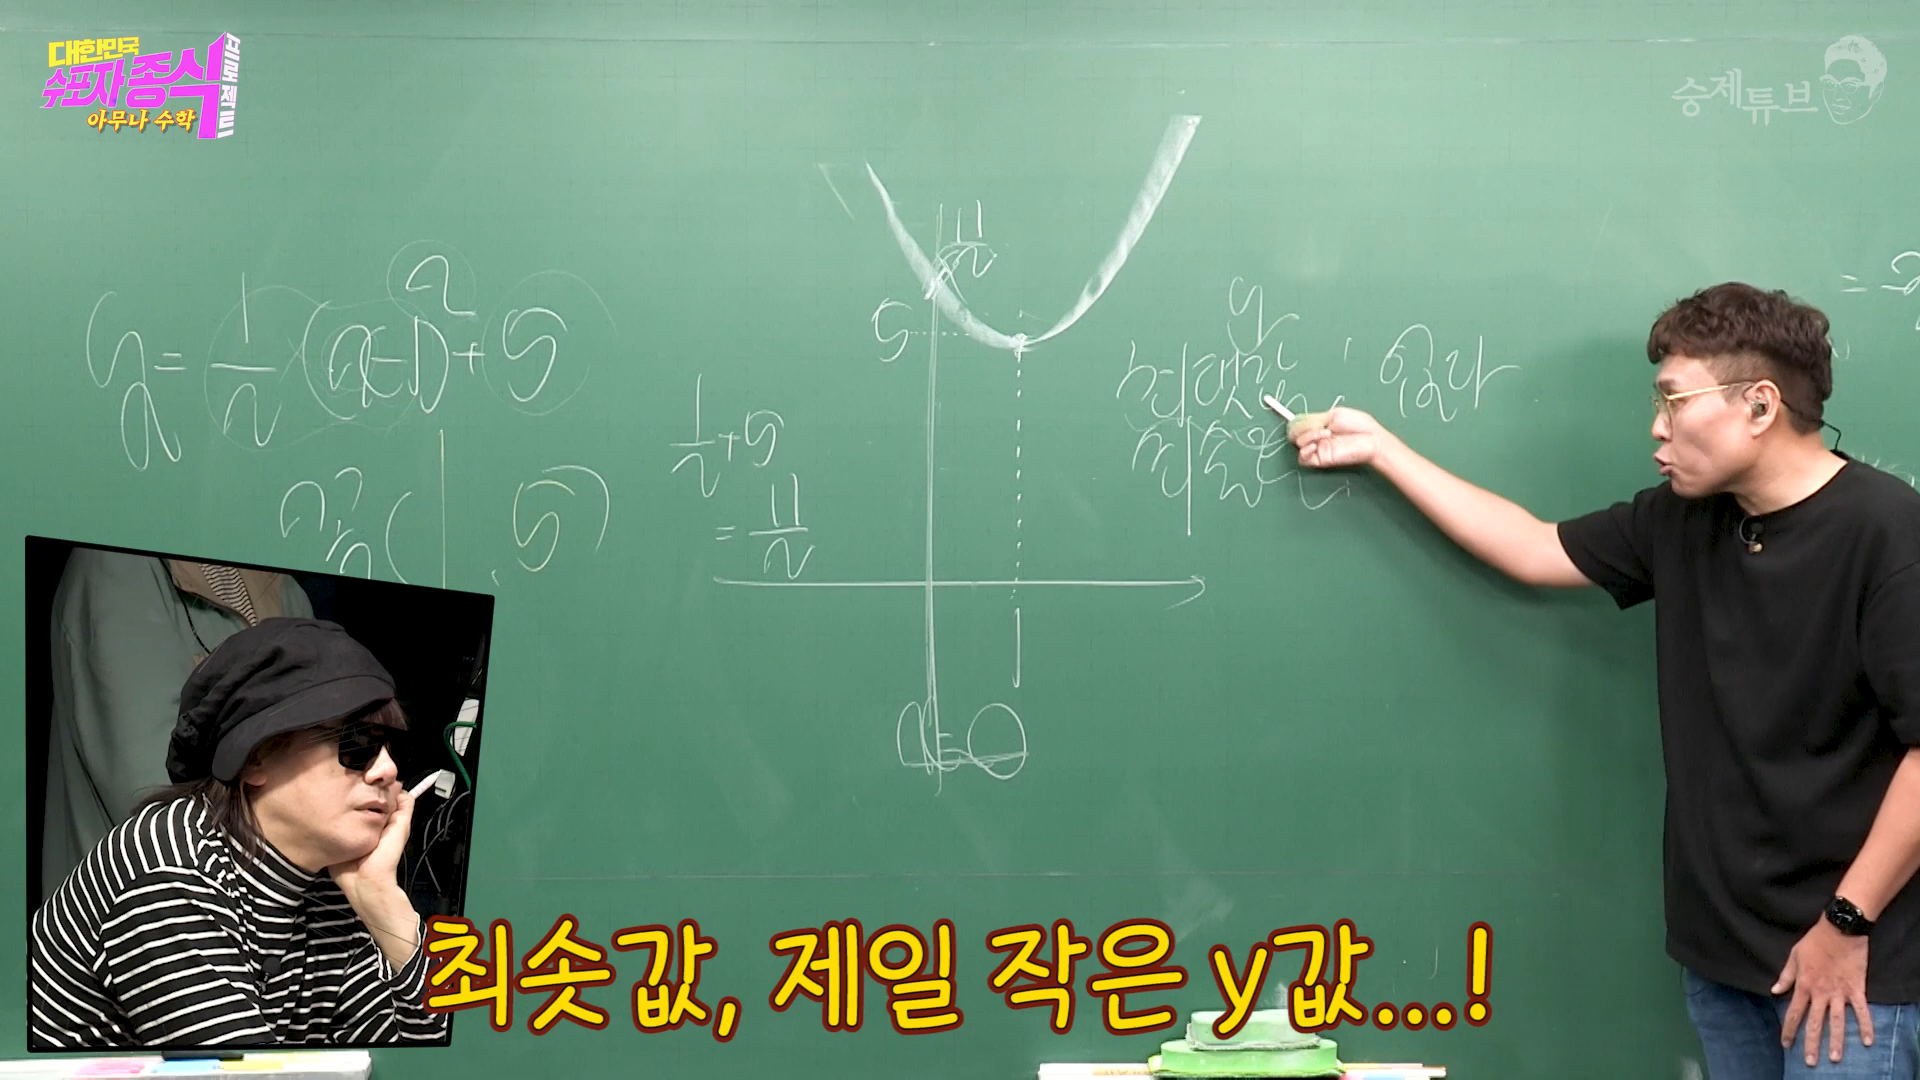 대한민국
수포자 종식
프로젝트!
아무나 수학
승제튜브
y = 1/2 (x-1)² + 5
(1, 5)
1/2 + 5
= 11/2
11/2
5
1
x=0
y
최댓값: 없다
최솟값:
=
최솟값, 제일 작은 y값...!